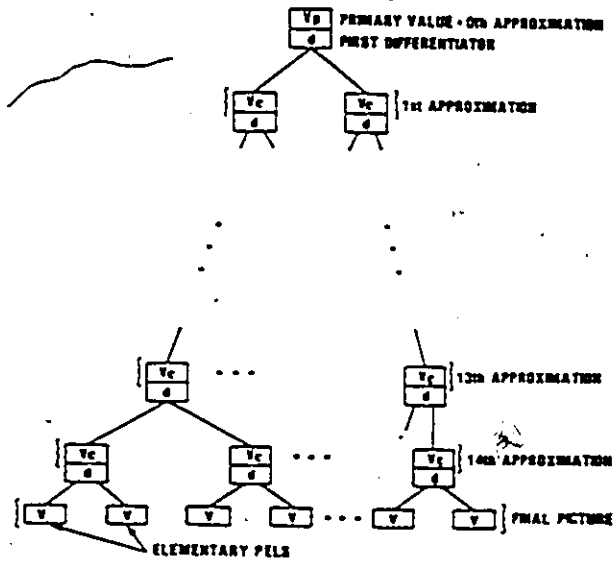 Vp PRIMARY VALUE = 0th APPROXIMATION
d FIRST DIFFERENTIATOR
Vc Vc 1st APPROXIMATION
d d
Vc Vc 13th APPROXIMATION
d d
Vc Vc Vc 14th APPROXIMATION
d d d
V V V V V V FINAL PICTURE
ELEMENTARY PELS